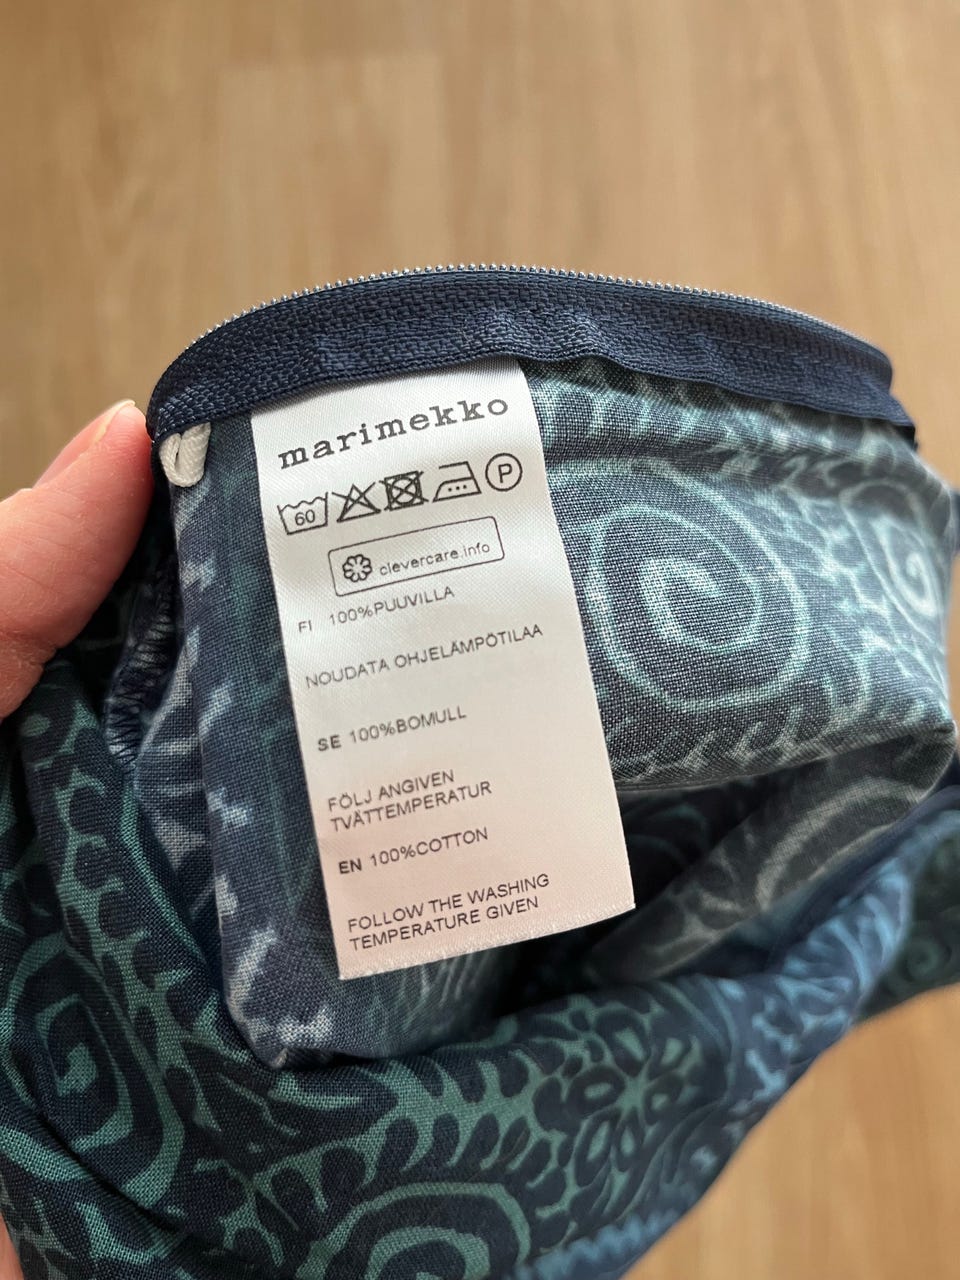 marimekko
60 P
clevercare.info
FI 100%PUUVILLA
NOUDATA OHJELÄMPÖTILAA
SE 100%BOMULL
FÖLJ ANGIVEN
TVÄTTEMPERATUR
EN 100%COTTON
FOLLOW THE WASHING
TEMPERATURE GIVEN